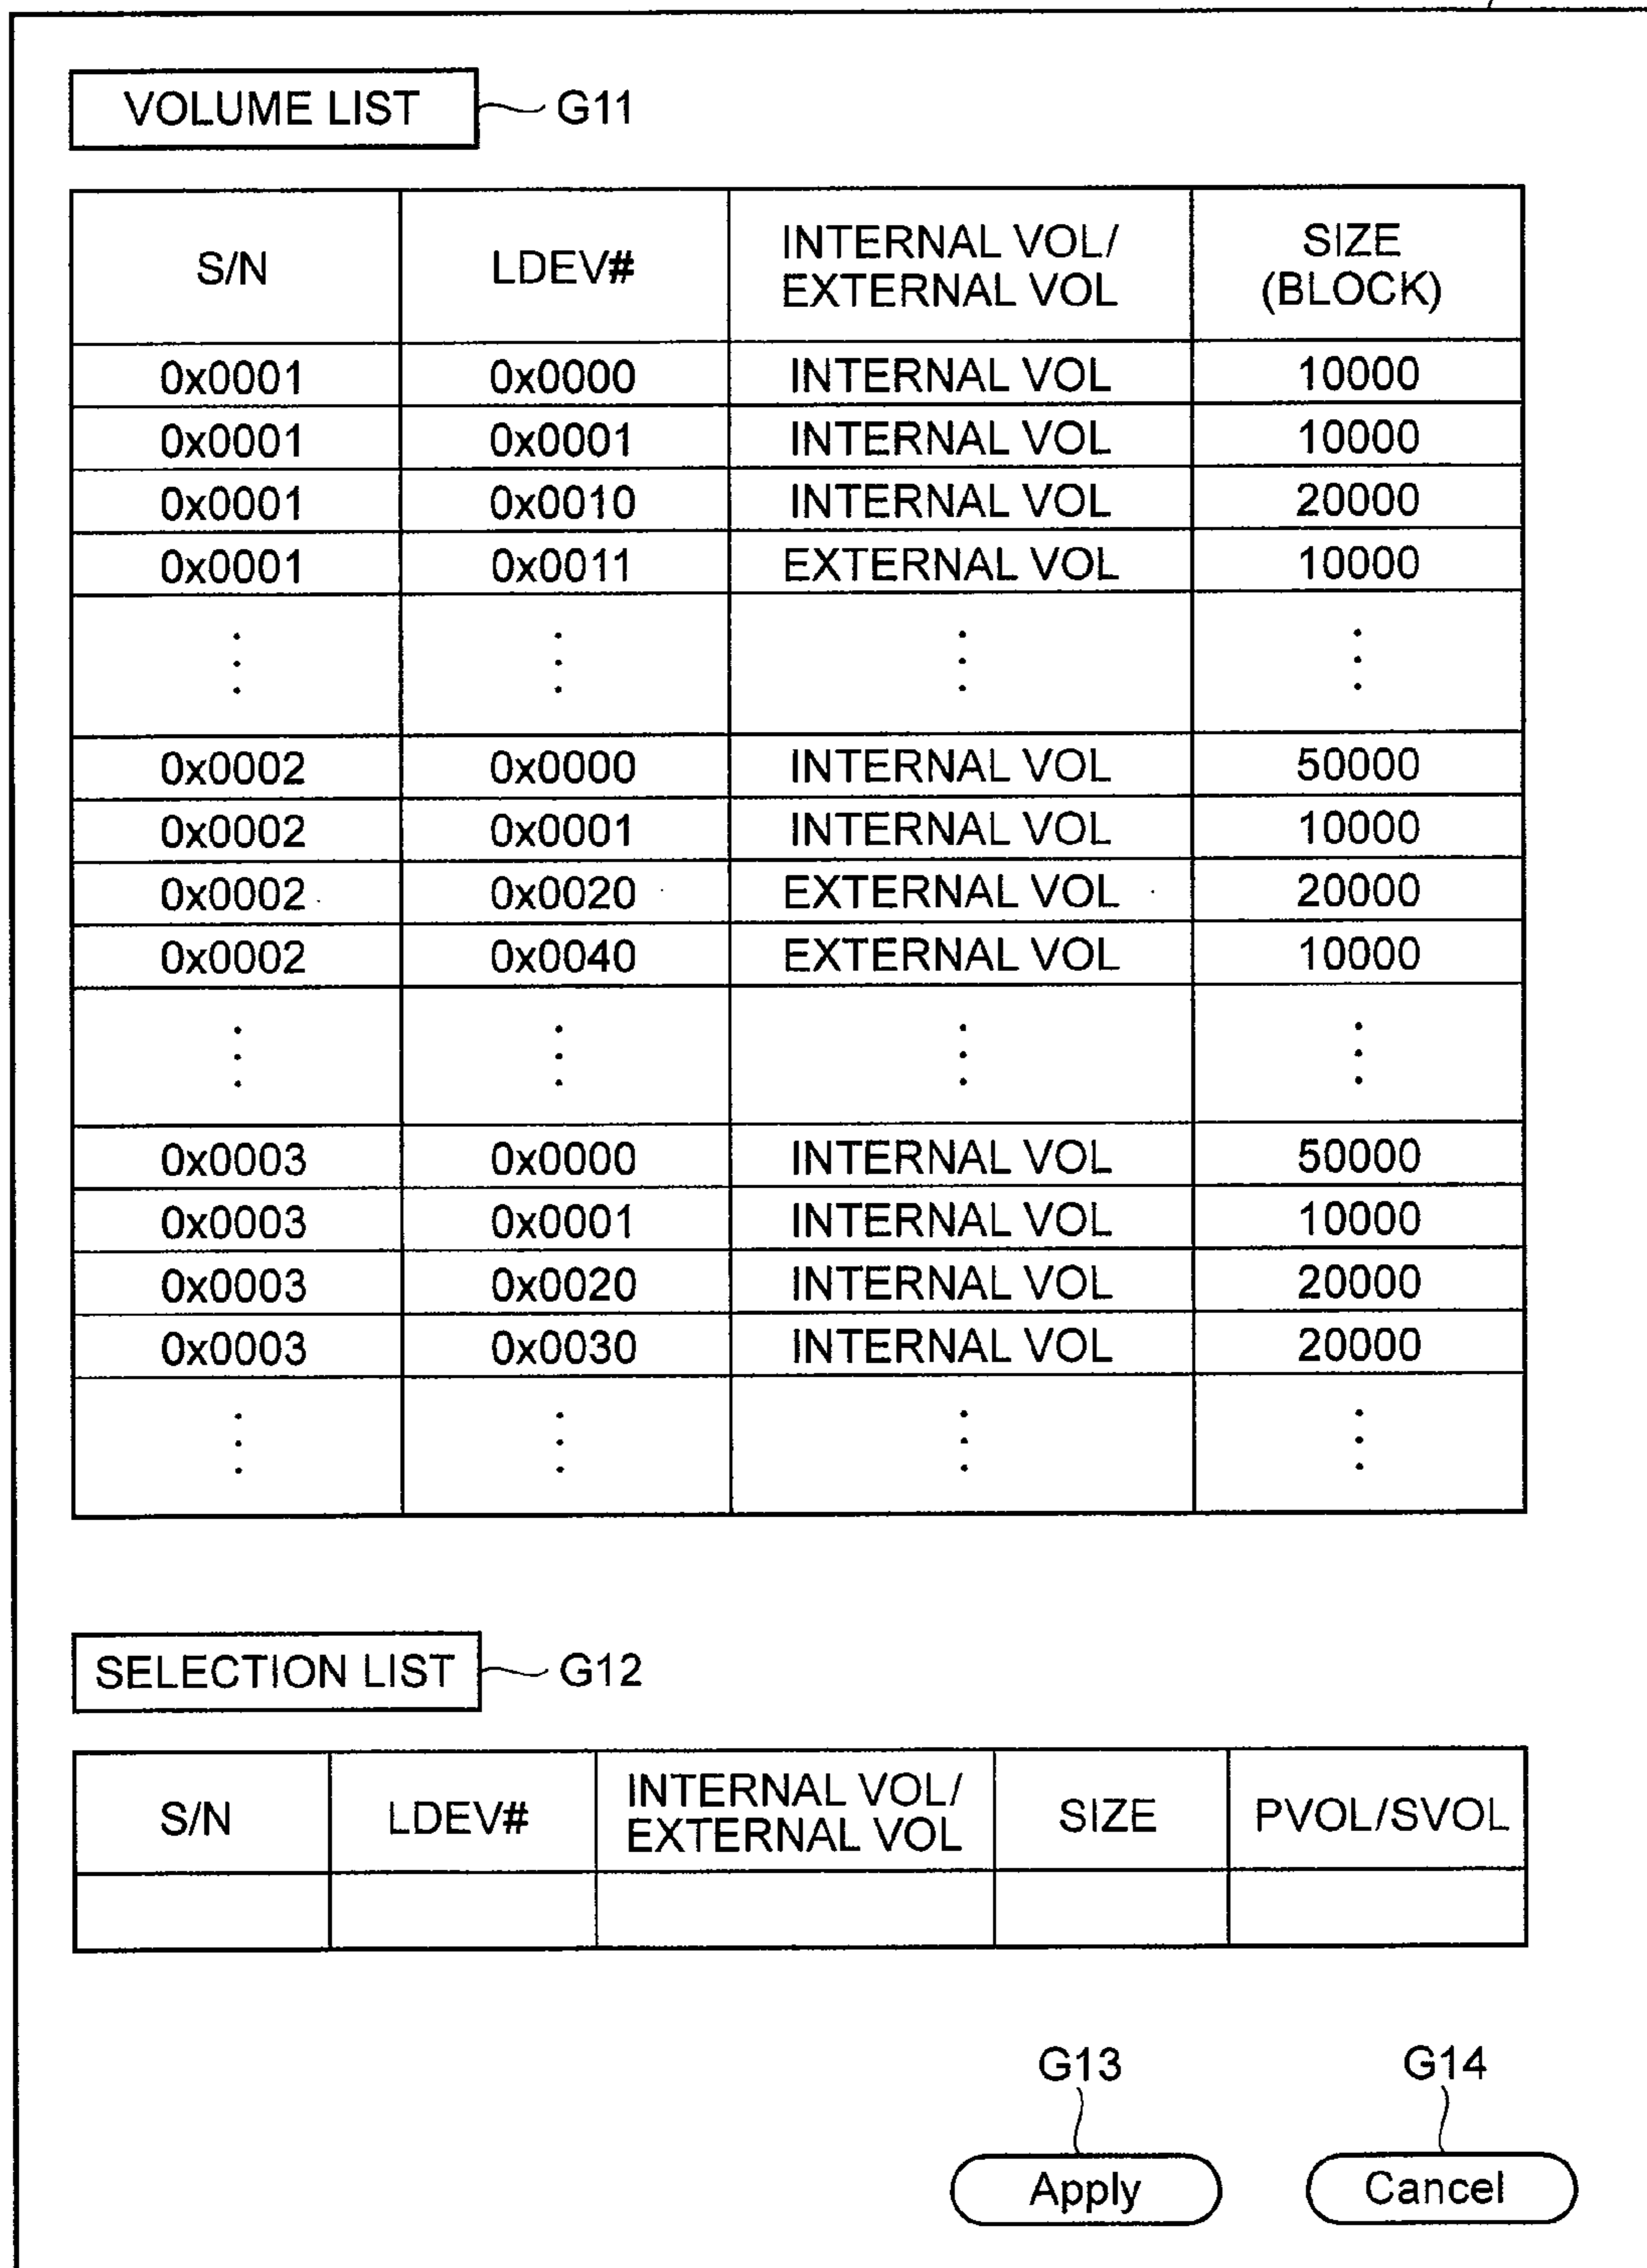 VOLUME LIST G11
S/N LDEV# INTERNAL VOL/ EXTERNAL VOL SIZE (BLOCK)
0x0001 0x0000 INTERNAL VOL 10000
0x0001 0x0001 INTERNAL VOL 10000
0x0001 0x0010 INTERNAL VOL 20000
0x0001 0x0011 EXTERNAL VOL 10000
0x0002 0x0000 INTERNAL VOL 50000
0x0002 0x0001 INTERNAL VOL 10000
0x0002 0x0020 EXTERNAL VOL 20000
0x0002 0x0040 EXTERNAL VOL 10000
0x0003 0x0000 INTERNAL VOL 50000
0x0003 0x0001 INTERNAL VOL 10000
0x0003 0x0020 INTERNAL VOL 20000
0x0003 0x0030 INTERNAL VOL 20000
SELECTION LIST G12
S/N LDEV# INTERNAL VOL/ EXTERNAL VOL SIZE PVOL/SVOL
G13 G14
Apply Cancel